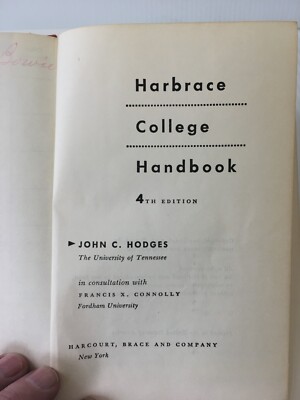 Harbrace
College
Handbook
4TH EDITION
►JOHN C. HODGES
The University of Tennessee
in consultation with
FRANCIS X. CONNOLLY
Fordham University
HARCOURT, BRACE AND COMPANY
New York